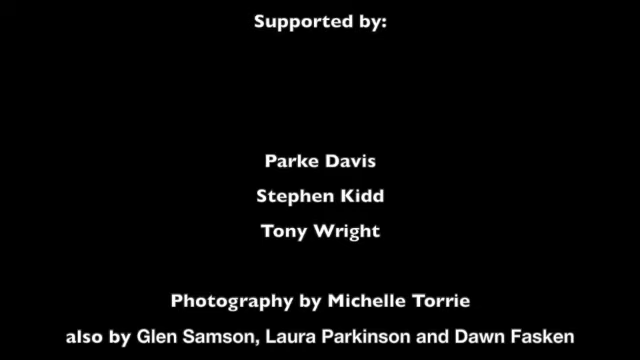 Supported by:
Parke Davis
Stephen Kidd
Tony Wright
Photography by Michelle Torrie
also by Glen Samson, Laura Parkinson and Dawn Fasken